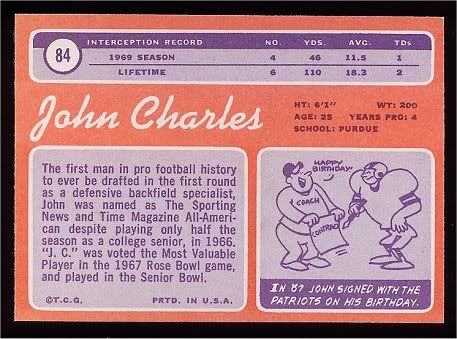 84
INTERCEPTION RECORD NO. YDS. AVG. TDs
1969 SEASON 4 46 11.5 1
LIFETIME 6 110 18.3 2
John Charles
HT: 6'1" WT: 200
AGE: 25 YEARS PRO: 4
SCHOOL: PURDUE
The first man in pro football history
to ever be drafted in the first round
as a defensive backfield specialist,
John was named as The Sporting
News and Time Magazine All-Ameri-
can despite playing only half the
season as a college senior, in 1966.
"J. C." was voted the Most Valuable
Player in the 1967 Rose Bowl game,
and played in the Senior Bowl.
©T.C.G. PRTD. IN U.S.A.
HAPPY
BIRTHDAY!
COACH
CONTRACT
IN '67 JOHN SIGNED WITH THE
PATRIOTS ON HIS BIRTHDAY.